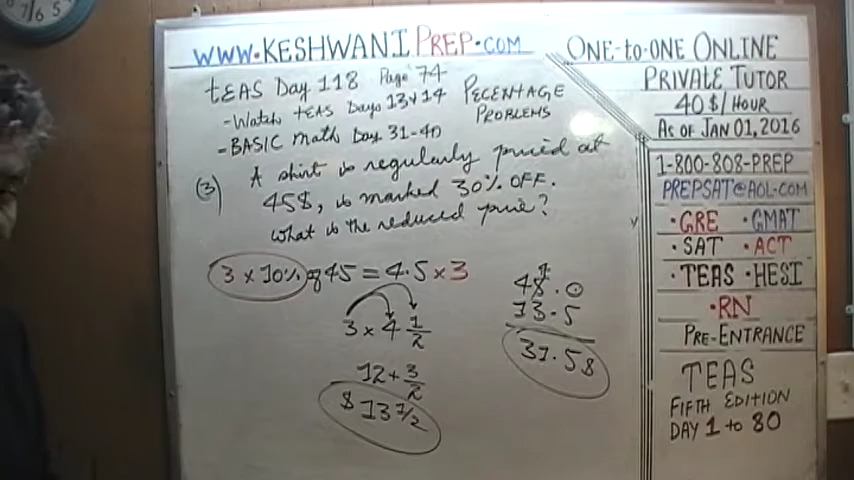 WWW.KESHWANIPREP.COM
TEAS Day 118 Page 74
-Watch TEAS Days 13 & 14
PECENTAGE
PROBLEMS
-BASIC Math Day 31-40
(3) A shirt is regularly priced at
45$, is marked 30% OFF.
what is the reduced price?
3 x 10% of 45 = 4.5 x 3
3 x 4 1/2
12 + 3/2
$ 13 1/2
13.5
31.5$
ONE-TO-ONE ONLINE
PRIVATE TUTOR
40 $/HOUR
AS OF JAN 01, 2016
1-800-808-PREP
PREPSAT@AOL.COM
•GRE •GMAT
•SAT •ACT
•TEAS •HESI
•RN
PRE-ENTRANCE
TEAS
FIFTH EDITION
DAY 1 TO 80